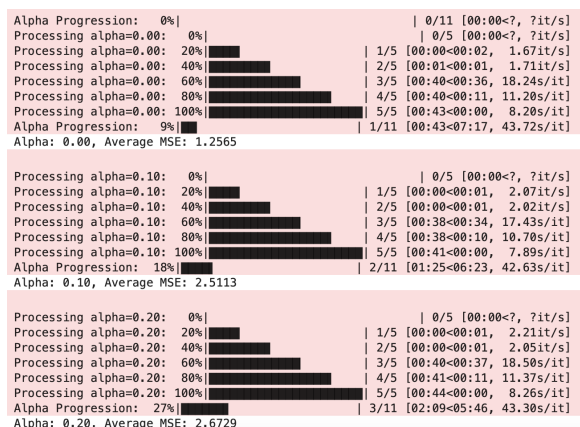 Alpha Progression:   0%|          | 0/11 [00:00<?, ?it/s]
Processing alpha=0.00:   0%|          | 0/5 [00:00<?, ?it/s]
Processing alpha=0.00:  20%|██        | 1/5 [00:00<00:02,  1.67it/s]
Processing alpha=0.00:  40%|████      | 2/5 [00:01<00:01,  1.71it/s]
Processing alpha=0.00:  60%|██████    | 3/5 [00:40<00:36, 18.24s/it]
Processing alpha=0.00:  80%|████████  | 4/5 [00:40<00:11, 11.20s/it]
Processing alpha=0.00: 100%|██████████| 5/5 [00:43<00:00,  8.20s/it]
Alpha Progression:   9%|▉         | 1/11 [00:43<07:17, 43.72s/it]
Alpha: 0.00, Average MSE: 1.2565
Processing alpha=0.10:   0%|          | 0/5 [00:00<?, ?it/s]
Processing alpha=0.10:  20%|██        | 1/5 [00:00<00:01,  2.07it/s]
Processing alpha=0.10:  40%|████      | 2/5 [00:00<00:01,  2.02it/s]
Processing alpha=0.10:  60%|██████    | 3/5 [00:38<00:34, 17.43s/it]
Processing alpha=0.10:  80%|████████  | 4/5 [00:38<00:10, 10.70s/it]
Processing alpha=0.10: 100%|██████████| 5/5 [00:41<00:00,  7.89s/it]
Alpha Progression:  18%|█▊        | 2/11 [01:25<06:23, 42.63s/it]
Alpha: 0.10, Average MSE: 2.5113
Processing alpha=0.20:   0%|          | 0/5 [00:00<?, ?it/s]
Processing alpha=0.20:  20%|██        | 1/5 [00:00<00:01,  2.21it/s]
Processing alpha=0.20:  40%|████      | 2/5 [00:00<00:01,  2.05it/s]
Processing alpha=0.20:  60%|██████    | 3/5 [00:40<00:37, 18.50s/it]
Processing alpha=0.20:  80%|████████  | 4/5 [00:41<00:11, 11.37s/it]
Processing alpha=0.20: 100%|██████████| 5/5 [00:44<00:00,  8.26s/it]
Alpha Progression:  27%|██▋       | 3/11 [02:09<05:46, 43.30s/it]
Alpha: 0.20, Average MSE: 2.6729